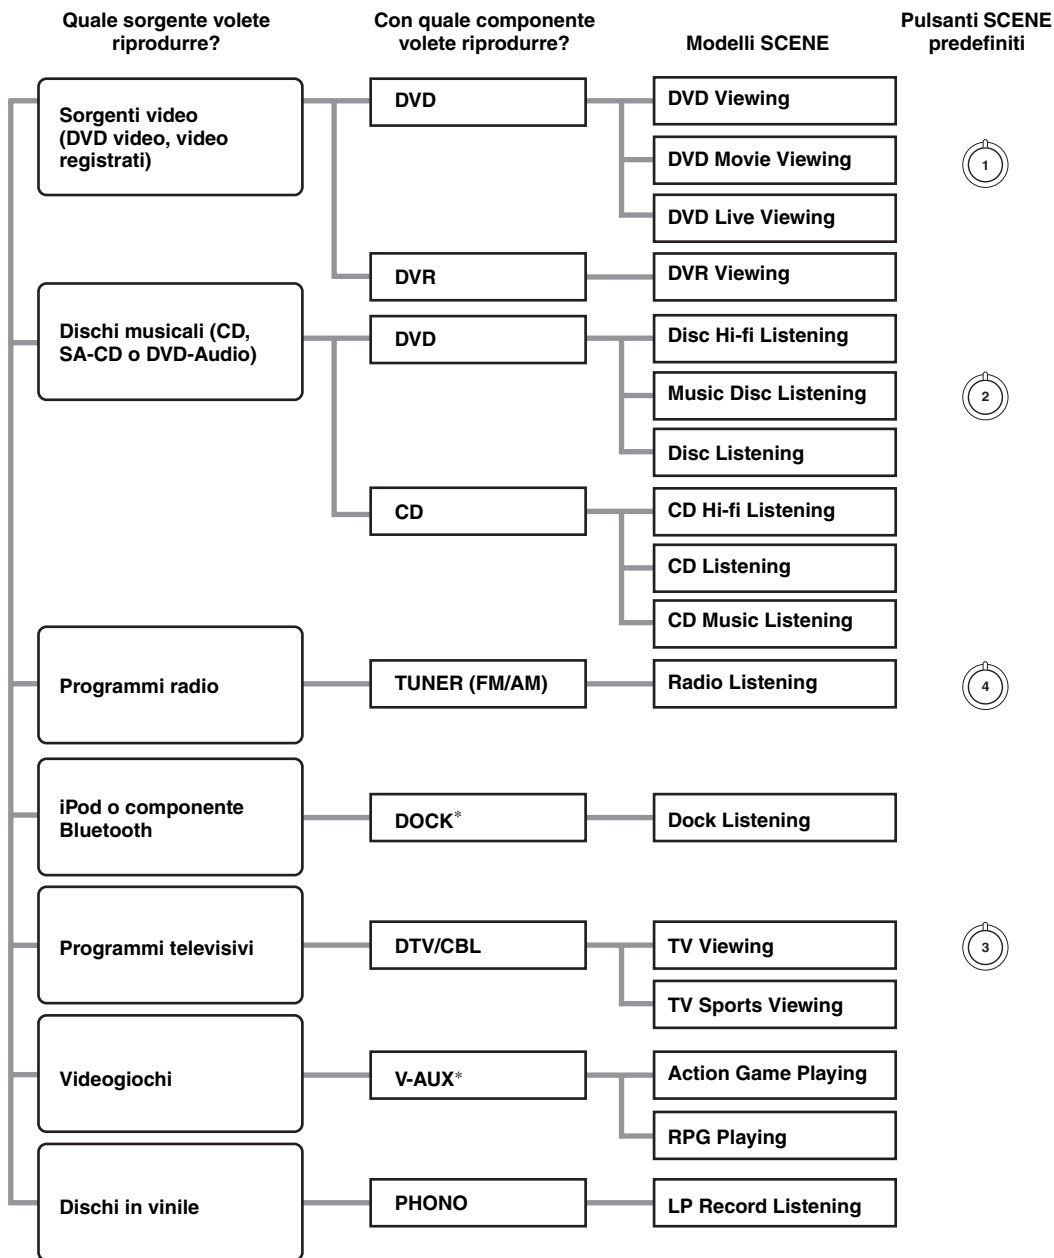 Quale sorgente volete
riprodurre?
Con quale componente
volete riprodurre?
Modelli SCENE
Pulsanti SCENE
predefiniti
Sorgenti video
(DVD video, video
registrati)
DVD
DVD Viewing
DVD Movie Viewing
1
DVD Live Viewing
DVR
DVR Viewing
Dischi musicali (CD,
SA-CD o DVD-Audio)
DVD
Disc Hi-fi Listening
Music Disc Listening
2
Disc Listening
CD
CD Hi-fi Listening
CD Listening
CD Music Listening
Programmi radio
TUNER (FM/AM)
Radio Listening
4
iPod o componente
Bluetooth
DOCK*
Dock Listening
Programmi televisivi
DTV/CBL
TV Viewing
3
TV Sports Viewing
Videogiochi
V-AUX*
Action Game Playing
RPG Playing
Dischi in vinile
PHONO
LP Record Listening